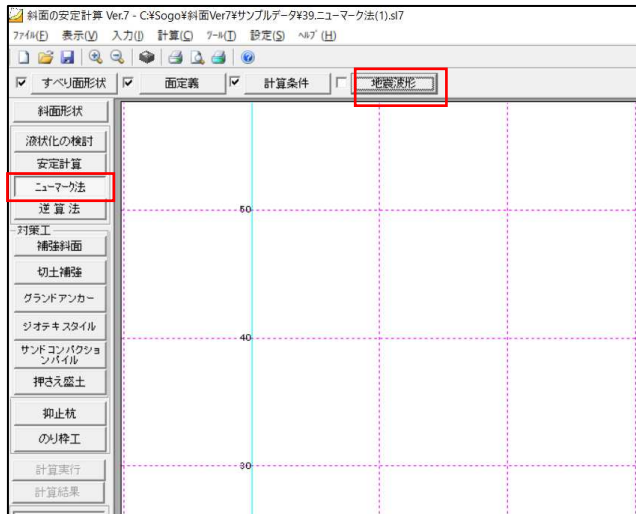 斜面の安定計算 Ver.7 - C:¥Sogo¥斜面Ver7¥サンプルデータ¥39.ニューマーク法(1).sl7
ファイル(F) 表示(V) 入力(I) 計算(C) ツール(T) 設定(S) ヘルプ(H)
すべり面形状 面定義 計算条件 地震波形
斜面形状
液状化の検討
安定計算
ニューマーク法
逆算法
対策工
補強斜面
切土補強
グランドアンカー
ジオテキスタイル
サンドコンパクショ
ンパイル
押さえ盛土
抑止杭
のり枠工
計算実行
計算結果
50
40
30